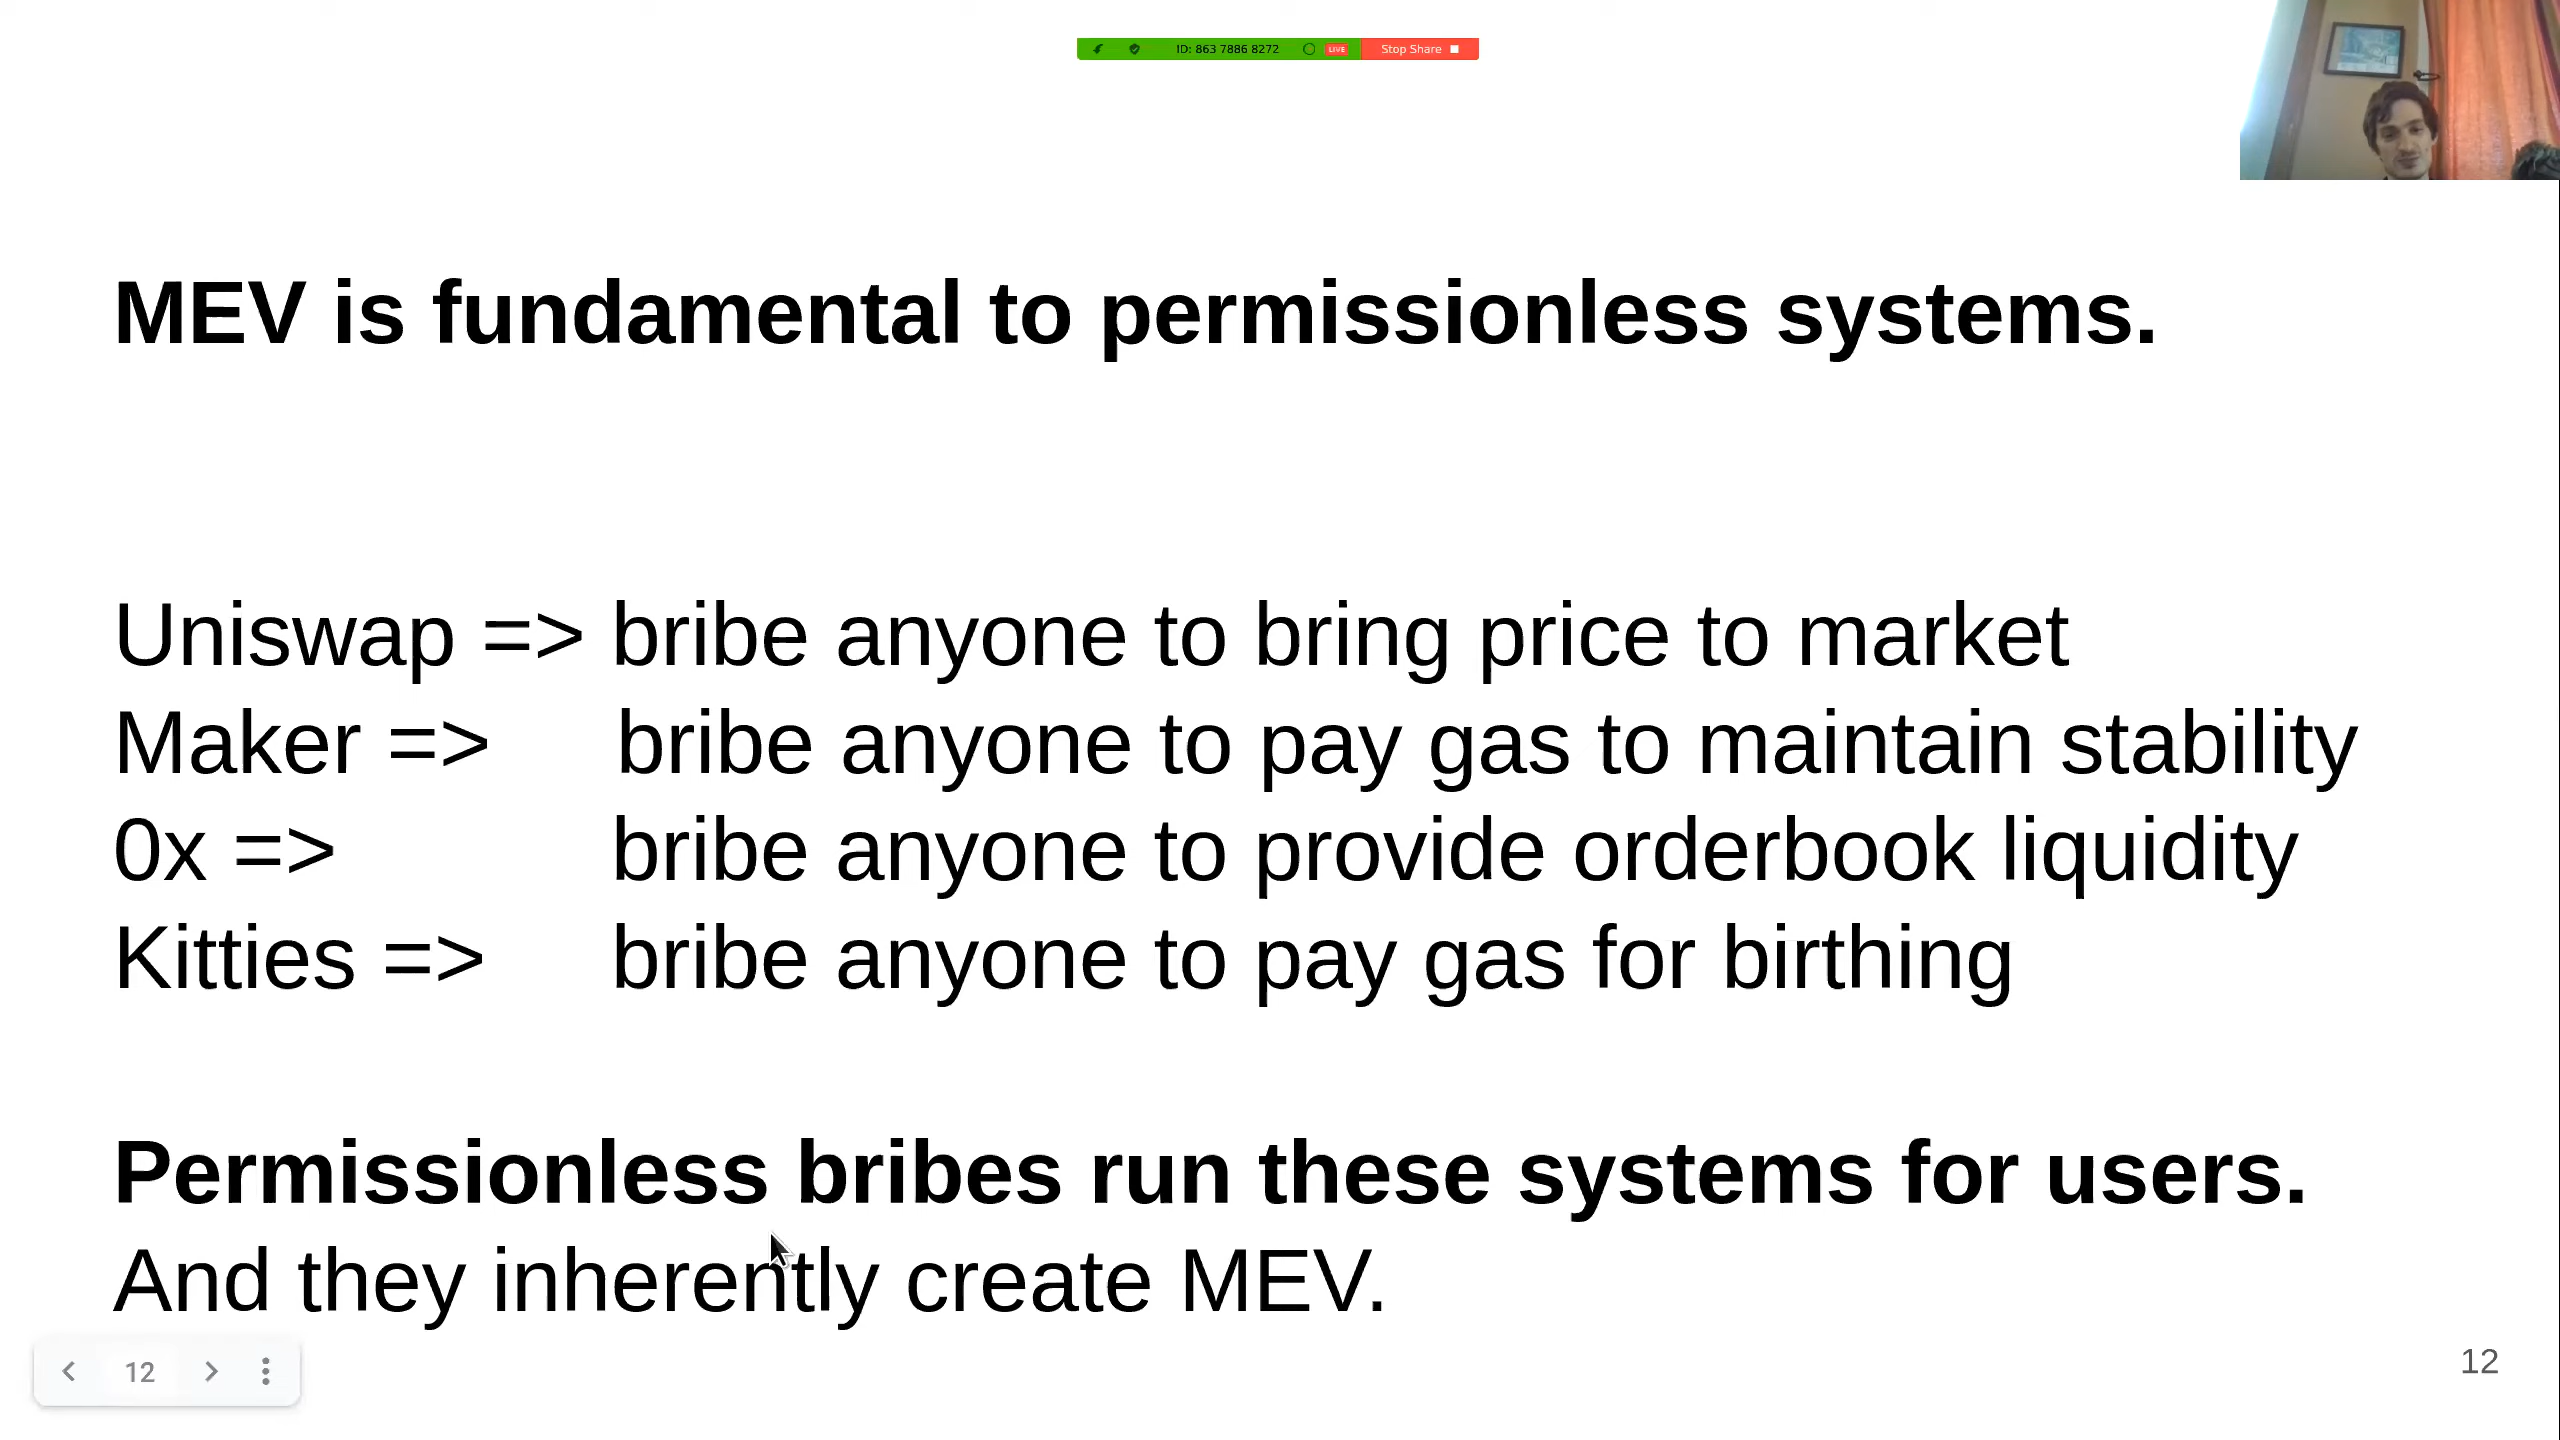 ID: 863 7886 8272 LIVE Stop Share
MEV is fundamental to permissionless systems.
Uniswap => bribe anyone to bring price to market
Maker => bribe anyone to pay gas to maintain stability
0x => bribe anyone to provide orderbook liquidity
Kitties => bribe anyone to pay gas for birthing
Permissionless bribes run these systems for users.
And they inherently create MEV.
12
12